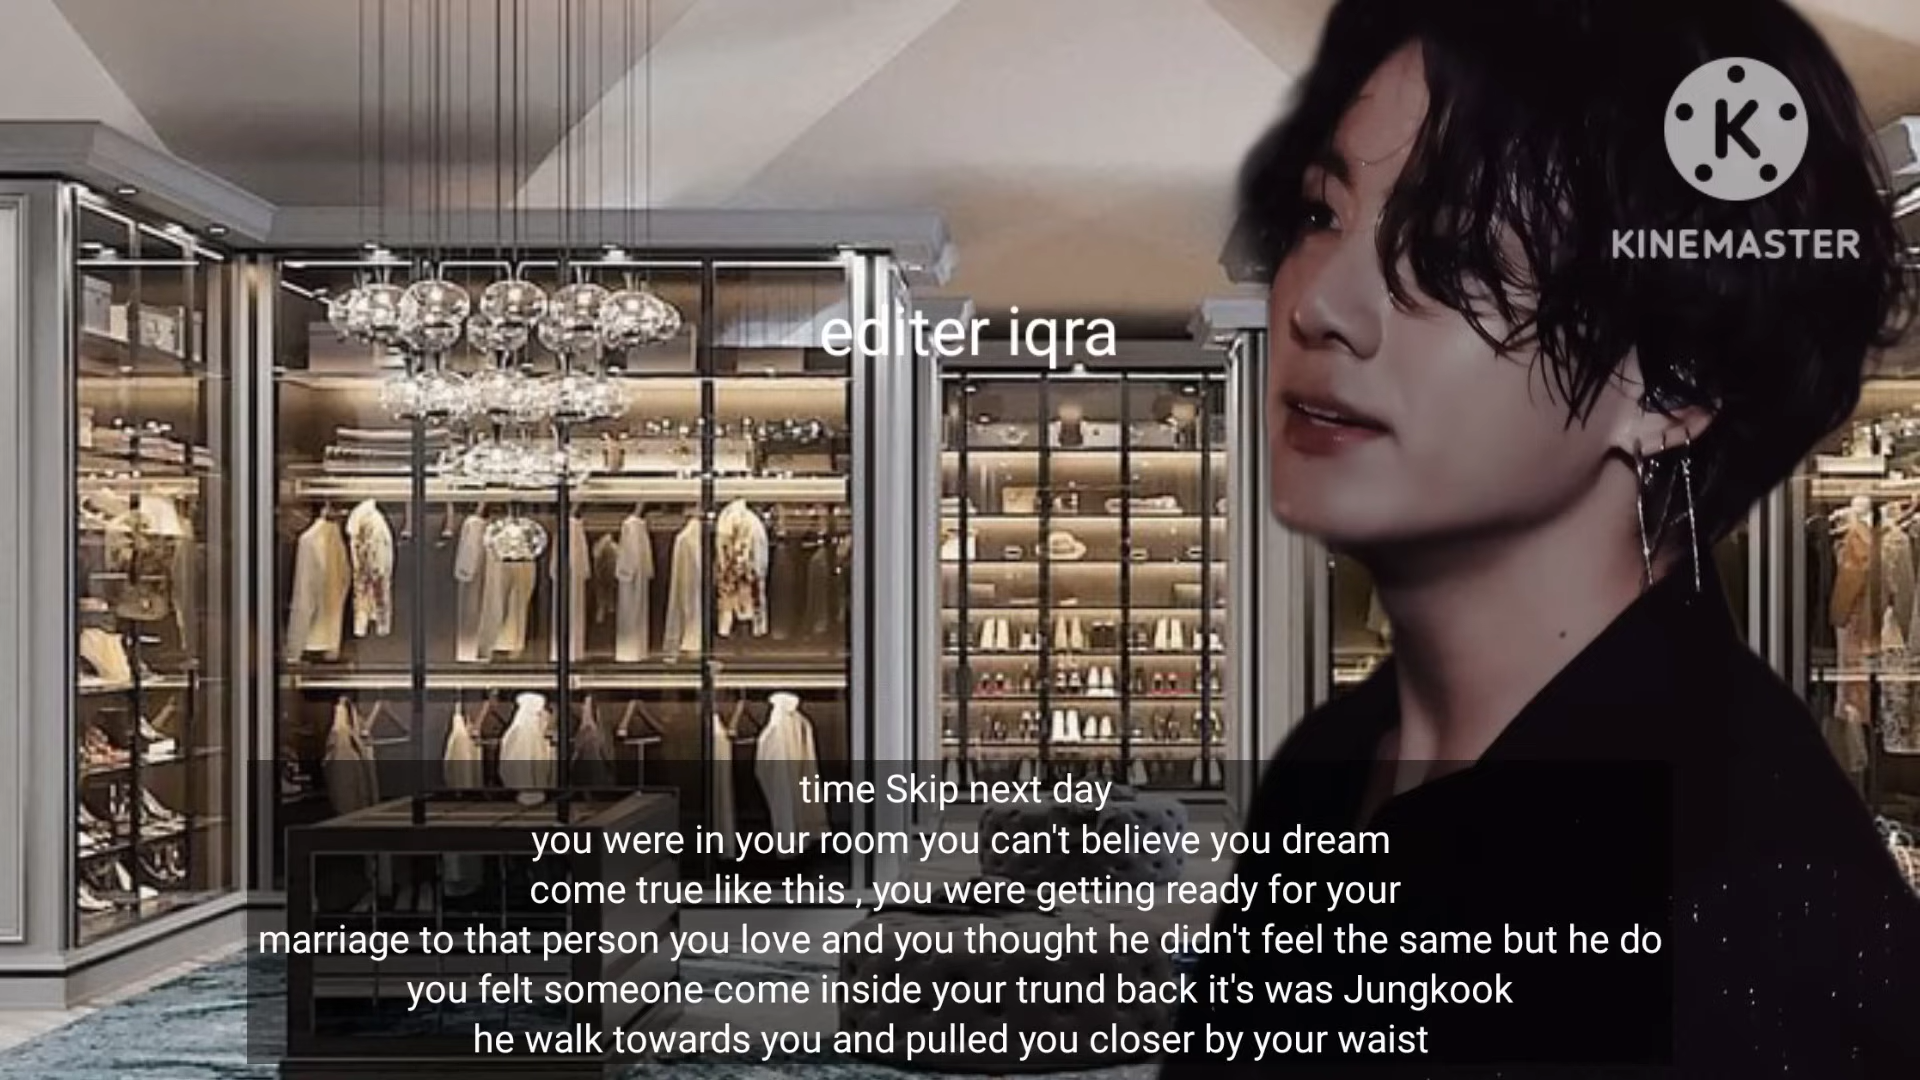 K
KINEMASTER
editer iqra
time Skip next day
you were in your room you can't believe you dream
come true like this , you were getting ready for your
marriage to that person you love and you thought he didn't feel the same but he do
you felt someone come inside your trund back it's was Jungkook
he walk towards you and pulled you closer by your waist